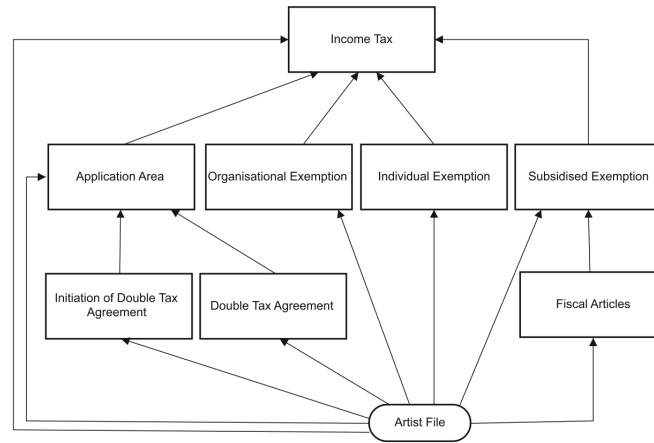 Income Tax
Application Area
Organisational Exemption
Individual Exemption
Subsidised Exemption
Initiation of Double Tax
Agreement
Double Tax Agreement
Fiscal Articles
Artist File